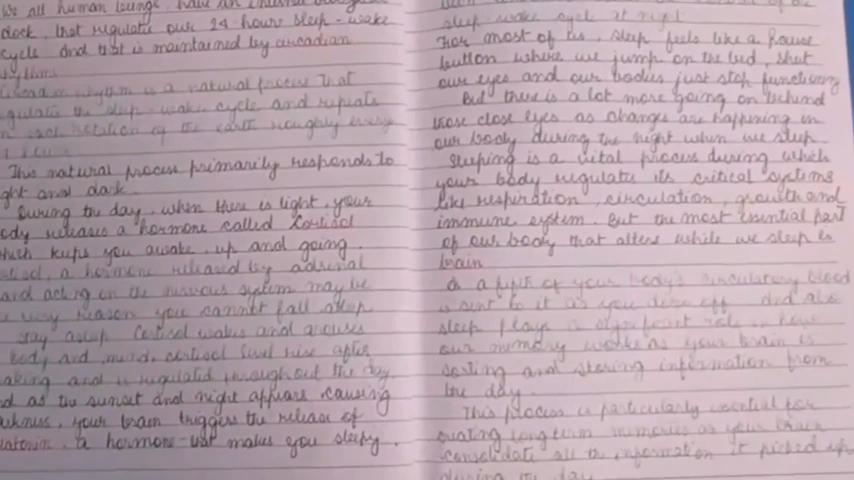 We all human beings, have an internal
clock, that regulate our 24-hour sleep-wake
cycle and that is maintained by circadian
rhythm is a natural process that
the sleep-wake cycle and repeats
rotation of the earth roughly every
This natural process primarily responds to
and dark.
During the day, when there is light, your
releases a hormone called Cortisol
keeps you awake, up and going.
, a hormone released by adrenal
and acting on the nervous system may be
very reason you cannot fall asleep
stay asleep Cortisol wakes and arouses
body and mind. cortisol level rise after
and is regulated throughout the day
as the sunset and night appears causing
, your brain triggers the release of
, a hormone that makes you sleepy.
sleep-wake cycle at night
For most of us, sleep feels like a pause
button where we jump on the bed, shut
our eyes and our bodies just stop functioning
But there is a lot more going on behind
those close eyes as changes are happening in
our body during the night when we sleep.
Sleeping is a vital process during which
your body regulates its critical systems
like respiration, circulation, growth and
immune system. But the most essential part
of our body that alters while we sleep is
brain
of your body's circulatory blood
is sent to it as you doze off. And also
sleep plays a significant role in how
our memory works as your brain is
sorting and storing information from
the day.
This process is particularly essential for
creating long term memories as your brain
consolidate all the information it picked up
during the day